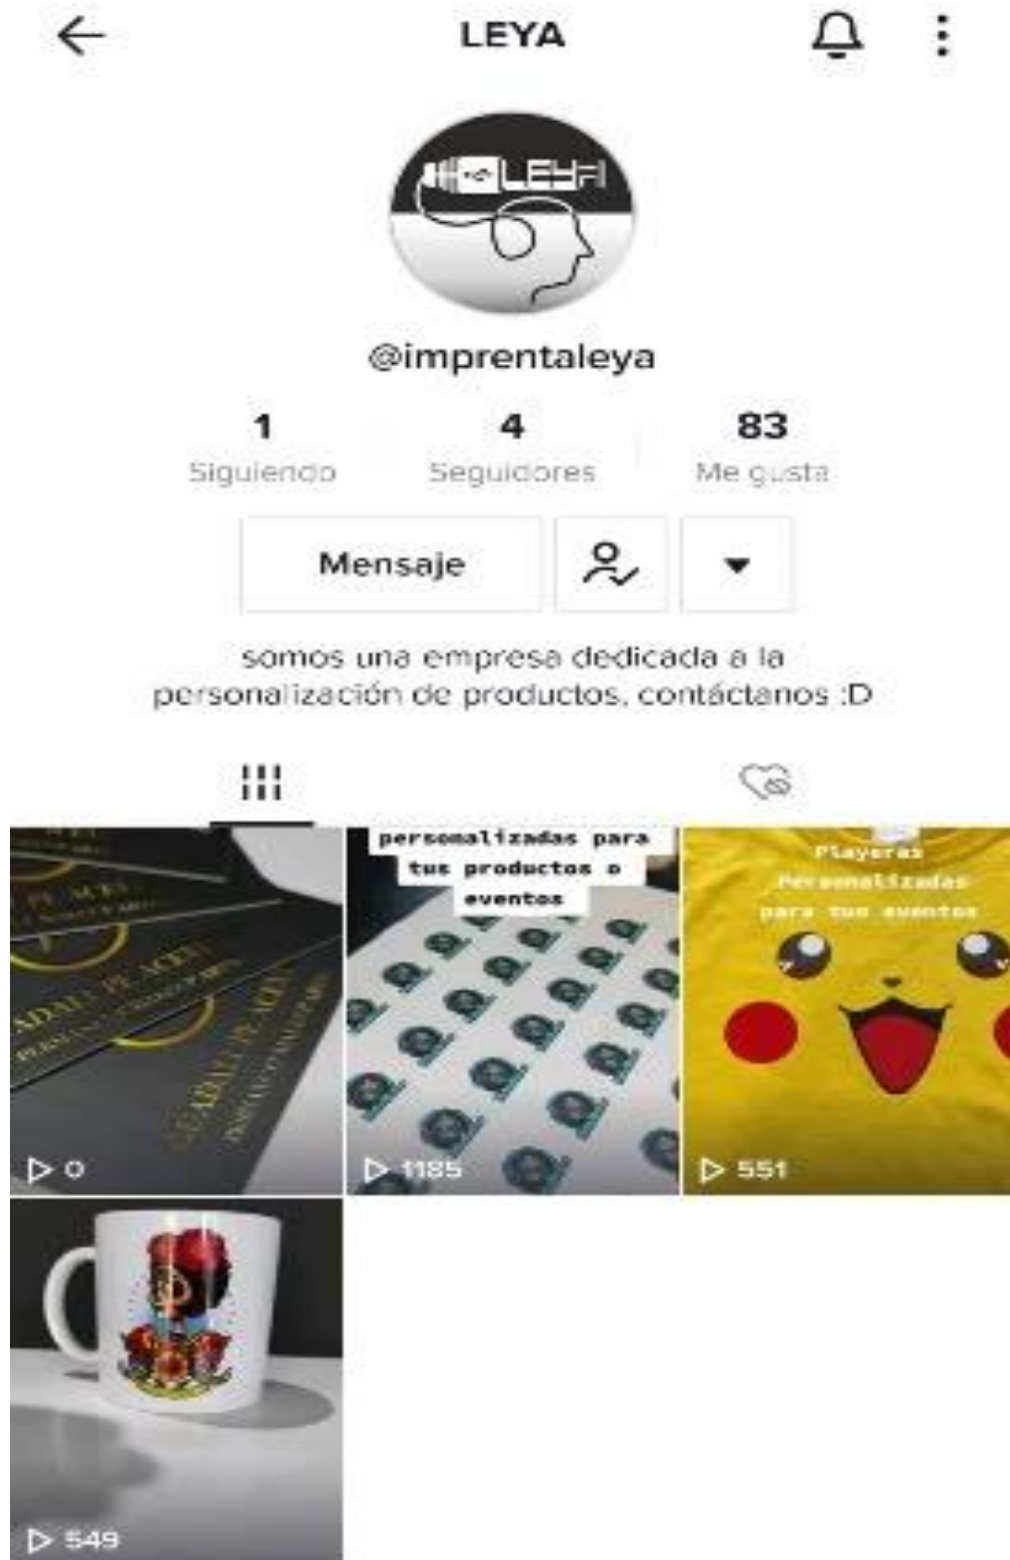 LEYA
LEYA
@imprentaleya
1 4 83
Siguiendo Seguidores Me gusta
Mensaje
somos una empresa dedicada a la
personalización de productos, contáctanos :D
personalizadas para
tus productos o
eventos
Playeras
Personalizadas
para tus eventos
0
1185
551
549